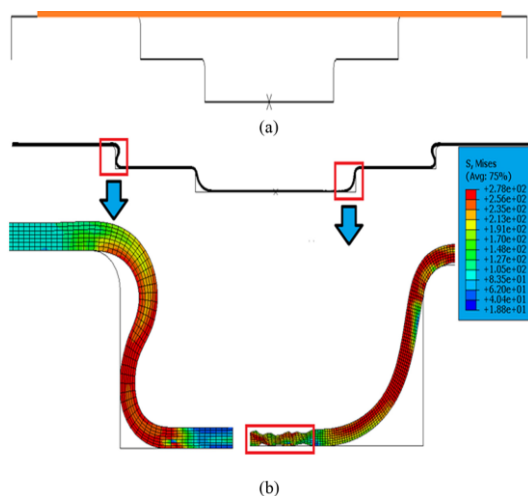 (a)
S, Mises
(Avg: 75%)
+2.78e+02
+2.56e+02
+2.35e+02
+2.13e+02
+1.91e+02
+1.70e+02
+1.48e+02
+1.27e+02
+1.05e+02
+8.35e+01
+6.20e+01
+4.04e+01
+1.88e+01
(b)